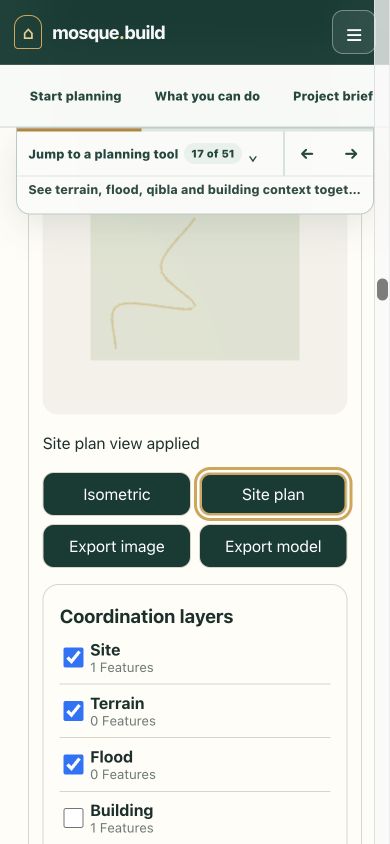 mosque.build
Start planning What you can do Project brief
Jump to a planning tool 17 of 51
See terrain, flood, qibla and building context toget...
Site plan view applied
Isometric Site plan
Export image Export model
Coordination layers
Site
1 Features
Terrain
0 Features
Flood
0 Features
Building
1 Features